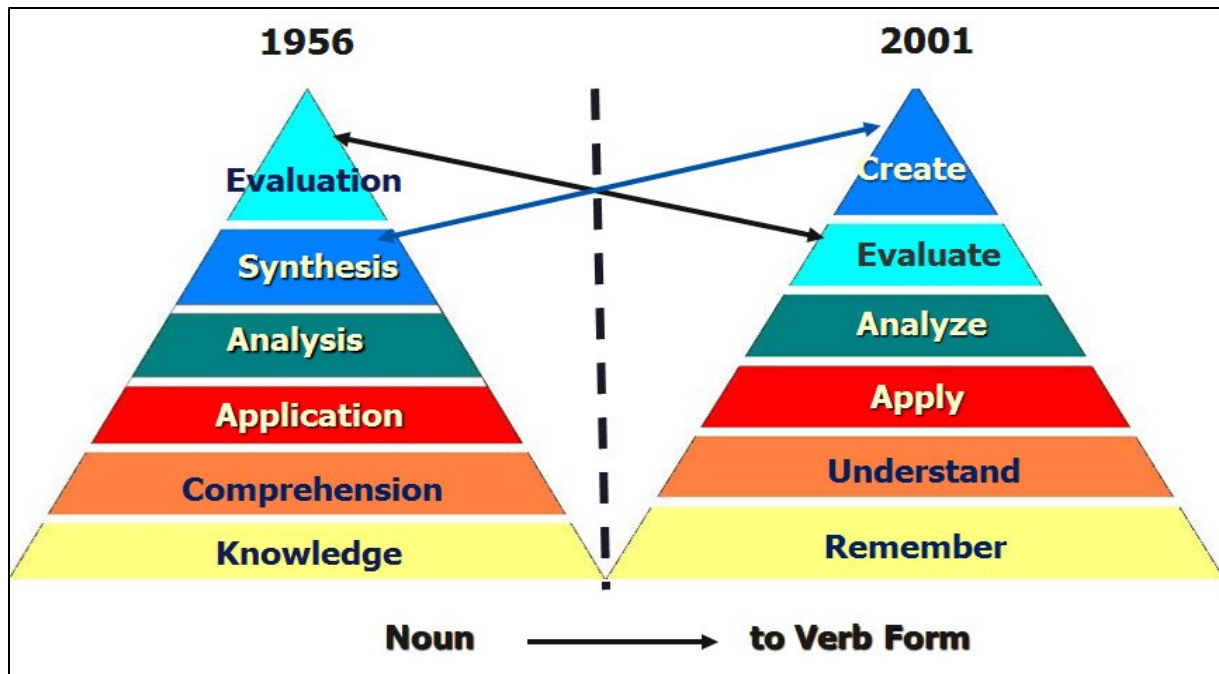 1956
Evaluation
Synthesis
Analysis
Application
Comprehension
Knowledge
2001
Create
Evaluate
Analyze
Apply
Understand
Remember
Noun to Verb Form